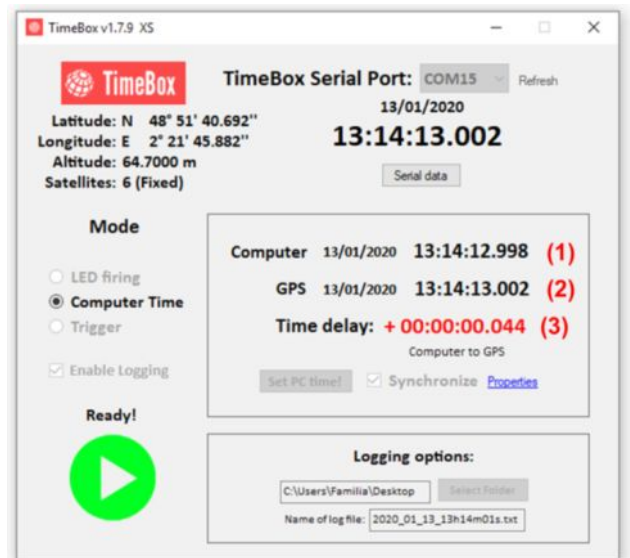 TimeBox v1.7.9 XS
TimeBox
TimeBox Serial Port: COM15 Refresh
13/01/2020
13:14:13.002
Serial data
Latitude: N 48° 51' 40.692''
Longitude: E 2° 21' 45.882''
Altitude: 64.7000 m
Satellites: 6 (Fixed)
Mode
LED firing
Computer Time
Trigger
Enable Logging
Ready!
Computer 13/01/2020 13:14:12.998 (1)
GPS 13/01/2020 13:14:13.002 (2)
Time delay: + 00:00:00.044 (3)
Computer to GPS
Set PC time! Synchronize Properties
Logging options:
C:\Users\Familia\Desktop Select Folder
Name of log file: 2020_01_13_13h14m01s.txt